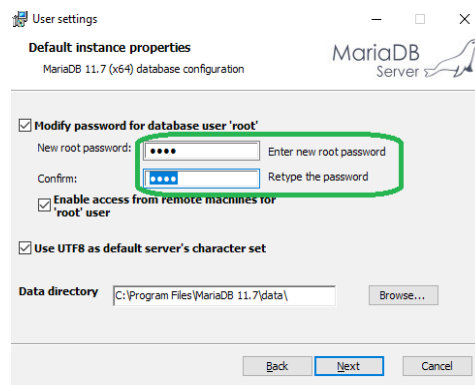 User settings
Default instance properties
MariaDB 11.7 (x64) database configuration
MariaDB
Server
Modify password for database user 'root'
New root password: •••• Enter new root password
Confirm: •••• Retype the password
Enable access from remote machines for
'root' user
Use UTF8 as default server's character set
Data directory C:\Program Files\MariaDB 11.7\data\ Browse...
Back Next Cancel